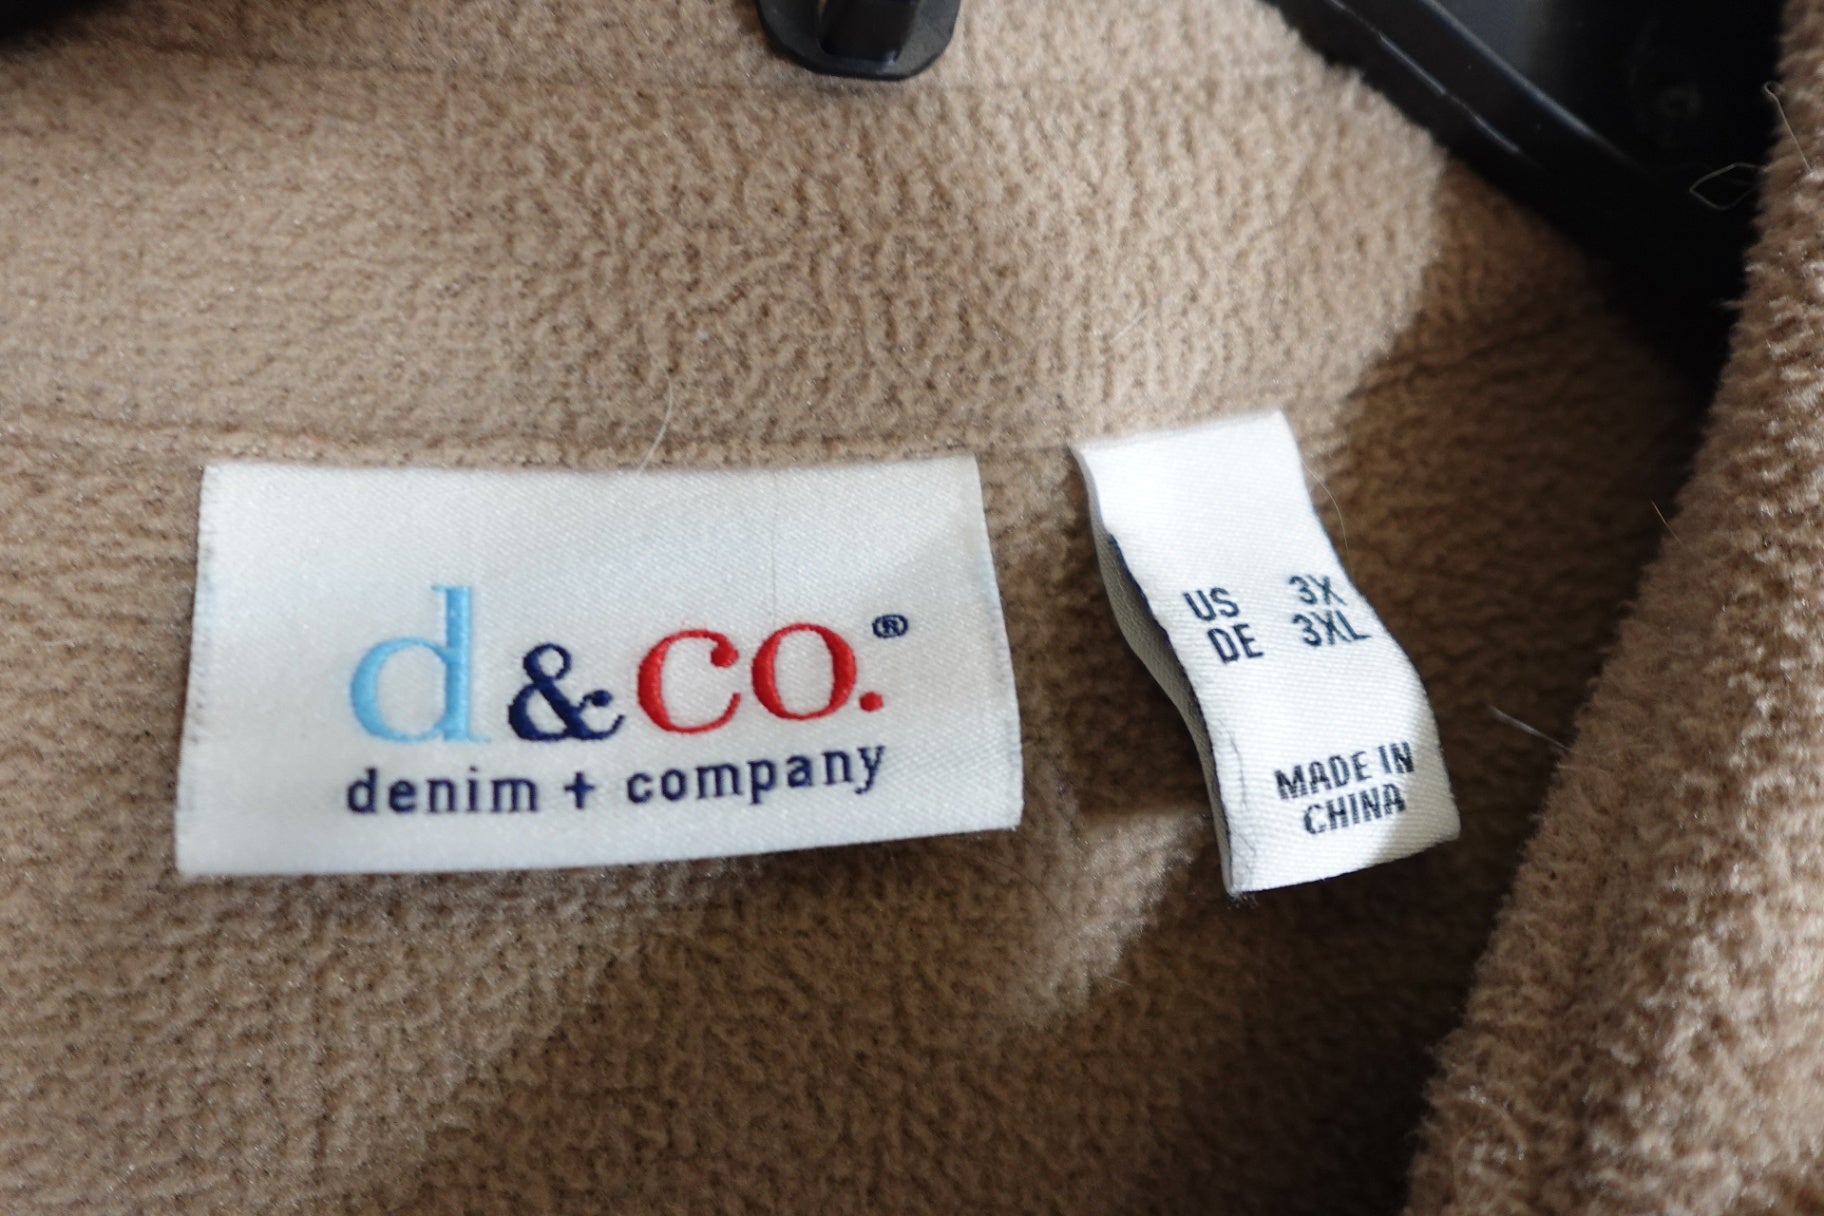 d&co.®
denim + company
US 3X
DE 3XL
MADE IN
CHINA